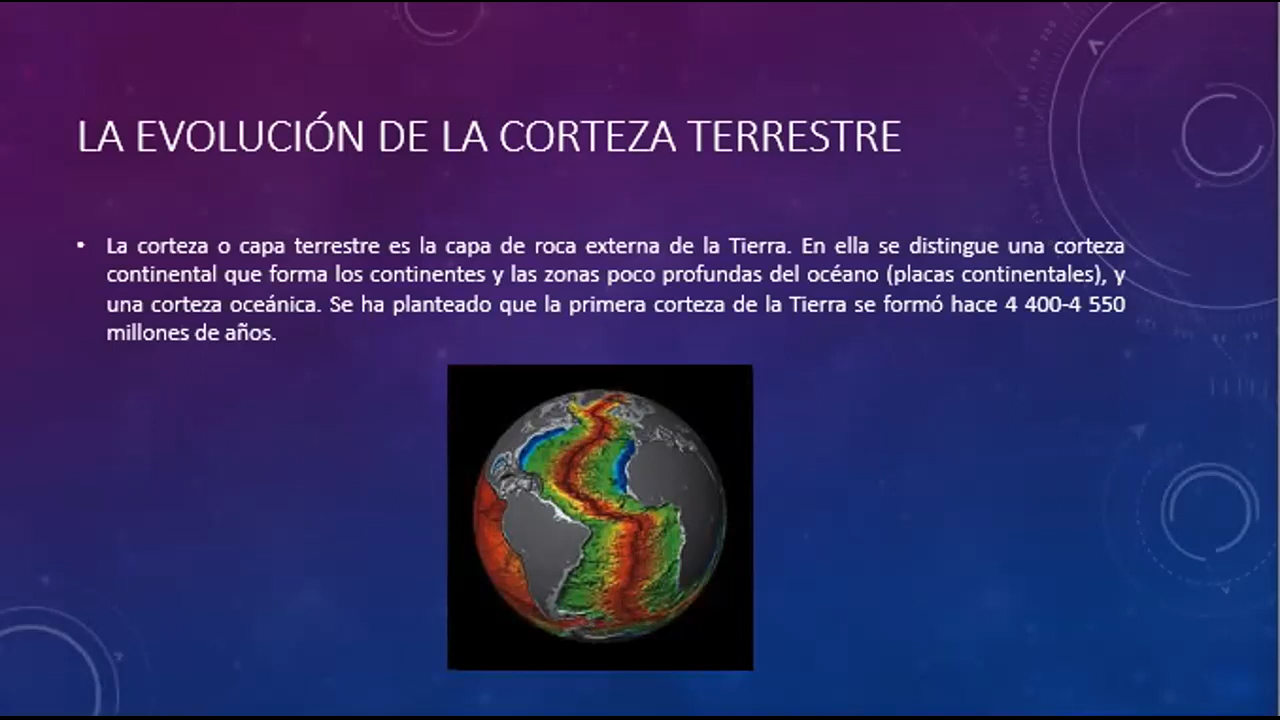 LA EVOLUCIÓN DE LA CORTEZA TERRESTRE
• La corteza o capa terrestre es la capa de roca externa de la Tierra. En ella se distingue una corteza
continental que forma los continentes y las zonas poco profundas del océano (placas continentales), y
una corteza oceánica. Se ha planteado que la primera corteza de la Tierra se formó hace 4 400-4 550
millones de años.